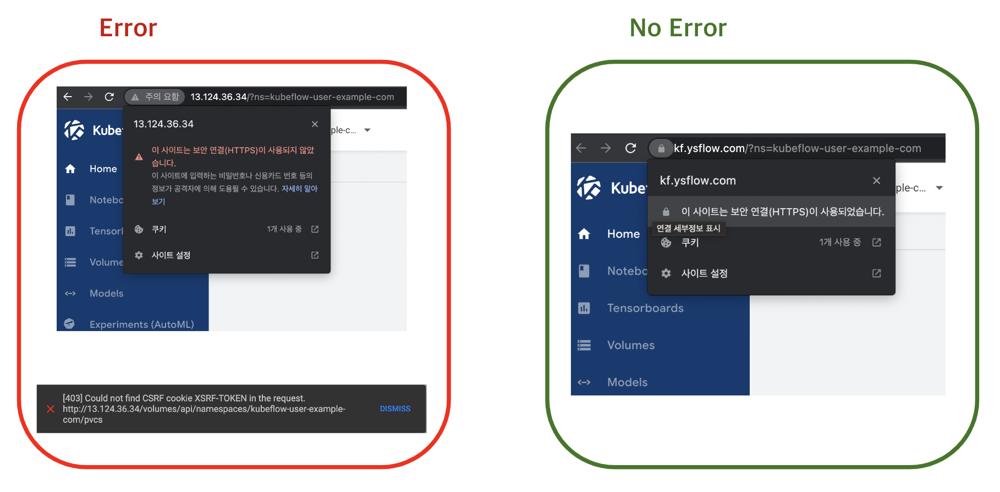 Error
No Error
주의 요함 13.124.36.34/?ns=kubeflow-user-example-com
13.124.36.34
Kubef
ple-c...
이 사이트는 보안 연결(HTTPS)이 사용되지 않았
습니다.
이 사이트에 입력하는 비밀번호나 신용카드 번호 등의
정보가 공격자에 의해 도용될 수 있습니다. 자세히 알아
보기
쿠키 1개 사용 중
사이트 설정
Home
Notebo
Tensorl
Volume
Models
Experiments (AutoML)
[403] Could not find CSRF cookie XSRF-TOKEN in the request.
http://13.124.36.34/volumes/api/namespaces/kubeflow-user-example-
com/pvcs
DISMISS
kf.ysflow.com/?ns=kubeflow-user-example-com
kf.ysflow.com
Kubef
ple-c...
이 사이트는 보안 연결(HTTPS)이 사용되었습니다.
연결 세부정보 표시
쿠키 1개 사용 중
사이트 설정
Home
Notebo
Tensorboards
Volumes
Models